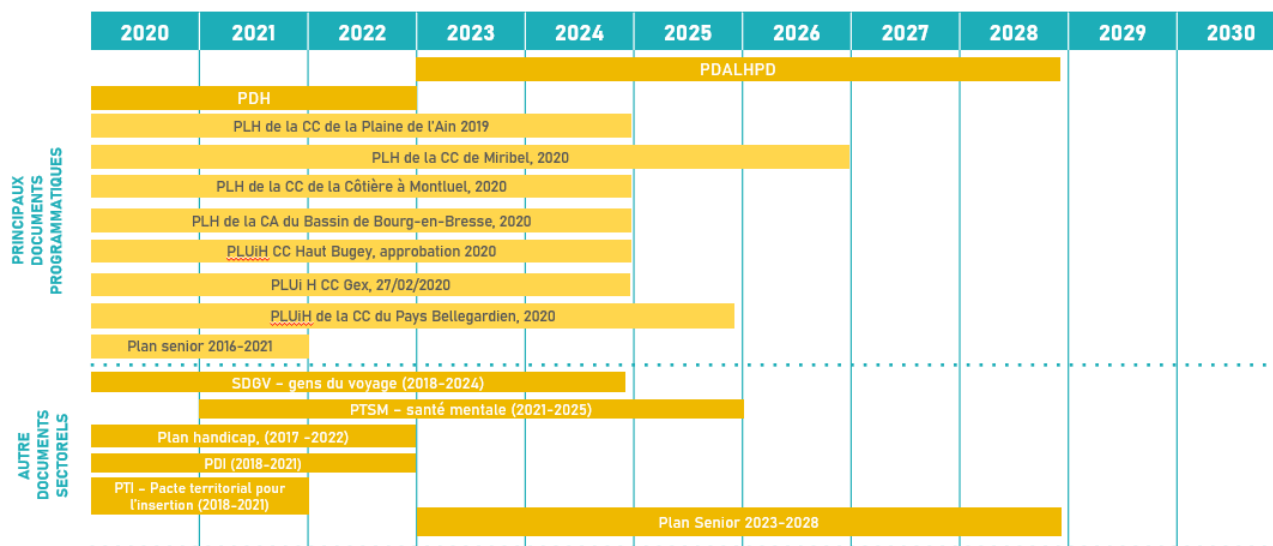 2020 2021 2022 2023 2024 2025 2026 2027 2028 2029 2030
PRINCIPAUX
DOCUMENTS
PROGRAMMATIQUES
PDALHPD
PDH
PLH de la CC de la Plaine de l'Ain 2019
PLH de la CC de Miribel, 2020
PLH de la CC de la Côtière à Montluel, 2020
PLH de la CA du Bassin de Bourg-en-Bresse, 2020
PLUiH CC Haut Bugey, approbation 2020
PLUi H CC Gex, 27/02/2020
PLUiH de la CC du Pays Bellegardien, 2020
Plan senior 2016-2021
AUTRE
DOCUMENTS
SECTORELS
SDGV – gens du voyage (2018-2024)
PTSM – santé mentale (2021-2025)
Plan handicap, (2017 -2022)
PDI (2018-2021)
PTI – Pacte territorial pour
l'insertion (2018-2021)
Plan Senior 2023-2028